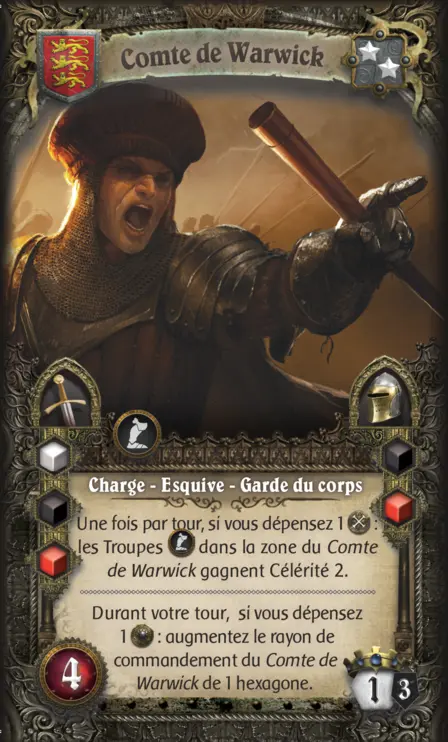 Comte de Warwick
Charge - Esquive - Garde du corps
Une fois par tour, si vous dépensez 1 :
les Troupes dans la zone du Comte
de Warwick gagnent Célérité 2.
Durant votre tour, si vous dépensez
1 : augmentez le rayon de
commandement du Comte de
Warwick de 1 hexagone.
4
1 3